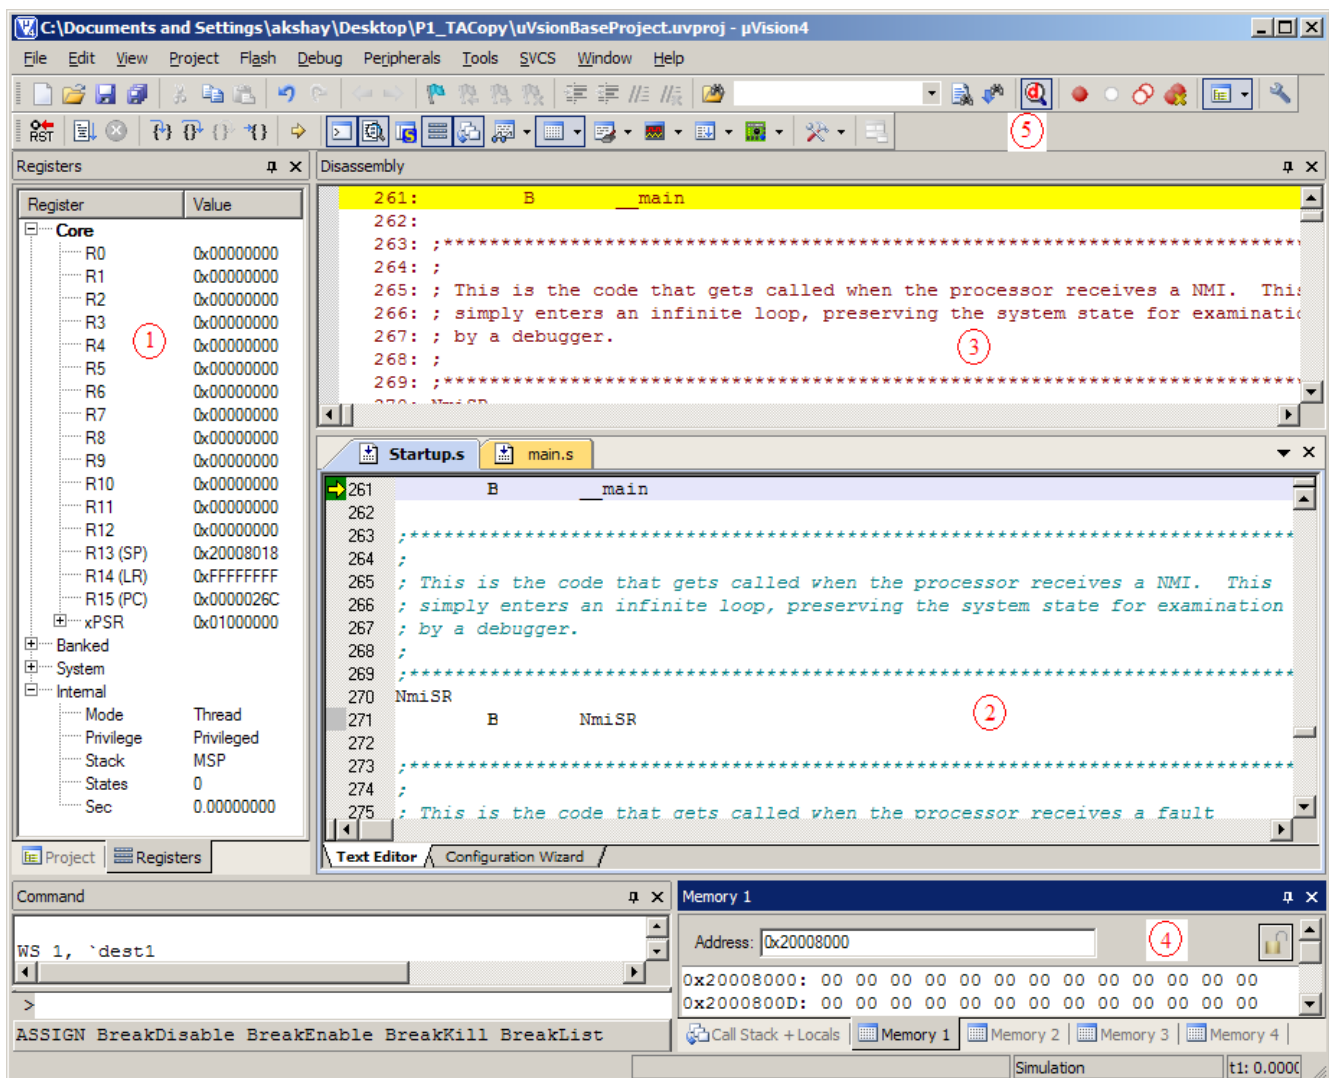 C:\Documents and Settings\akshay\Desktop\P1_TACopy\uVsionBaseProject.uvproj - µVision4
File Edit View Project Flash Debug Peripherals Tools SVCS Window Help
RST
5
Registers
Register Value
Core
R0 0x00000000
R1 0x00000000
R2 0x00000000
R3 0x00000000
R4 0x00000000
R5 0x00000000
R6 0x00000000
R7 0x00000000
R8 0x00000000
R9 0x00000000
R10 0x00000000
R11 0x00000000
R12 0x00000000
R13 (SP) 0x20008018
R14 (LR) 0xFFFFFFFF
R15 (PC) 0x0000026C
xPSR 0x01000000
Banked
System
Internal
Mode Thread
Privilege Privileged
Stack MSP
States 0
Sec 0.00000000
1
Project Registers
Disassembly
261: B __main
262:
263: ;****************************************************************************
264: ;
265: ; This is the code that gets called when the processor receives a NMI. This
266: ; simply enters an infinite loop, preserving the system state for examinatio
267: ; by a debugger.
268: ;
269: ;****************************************************************************
270: NmiSR
3
Startup.s main.s
261 B __main
262
263 ;****************************************************************************
264 ;
265 ; This is the code that gets called when the processor receives a NMI. This
266 ; simply enters an infinite loop, preserving the system state for examination
267 ; by a debugger.
268 ;
269 ;****************************************************************************
270 NmiSR
271 B NmiSR
272
273 ;****************************************************************************
274 ;
275 ; This is the code that gets called when the processor receives a fault
2
Text Editor Configuration Wizard
Command
WS 1, `dest1
>
ASSIGN BreakDisable BreakEnable BreakKill BreakList
Memory 1
Address: 0x20008000
4
0x20008000: 00 00 00 00 00 00 00 00 00 00 00 00 00
0x2000800D: 00 00 00 00 00 00 00 00 00 00 00 00 00
Call Stack + Locals Memory 1 Memory 2 Memory 3 Memory 4
Simulation t1: 0.0000